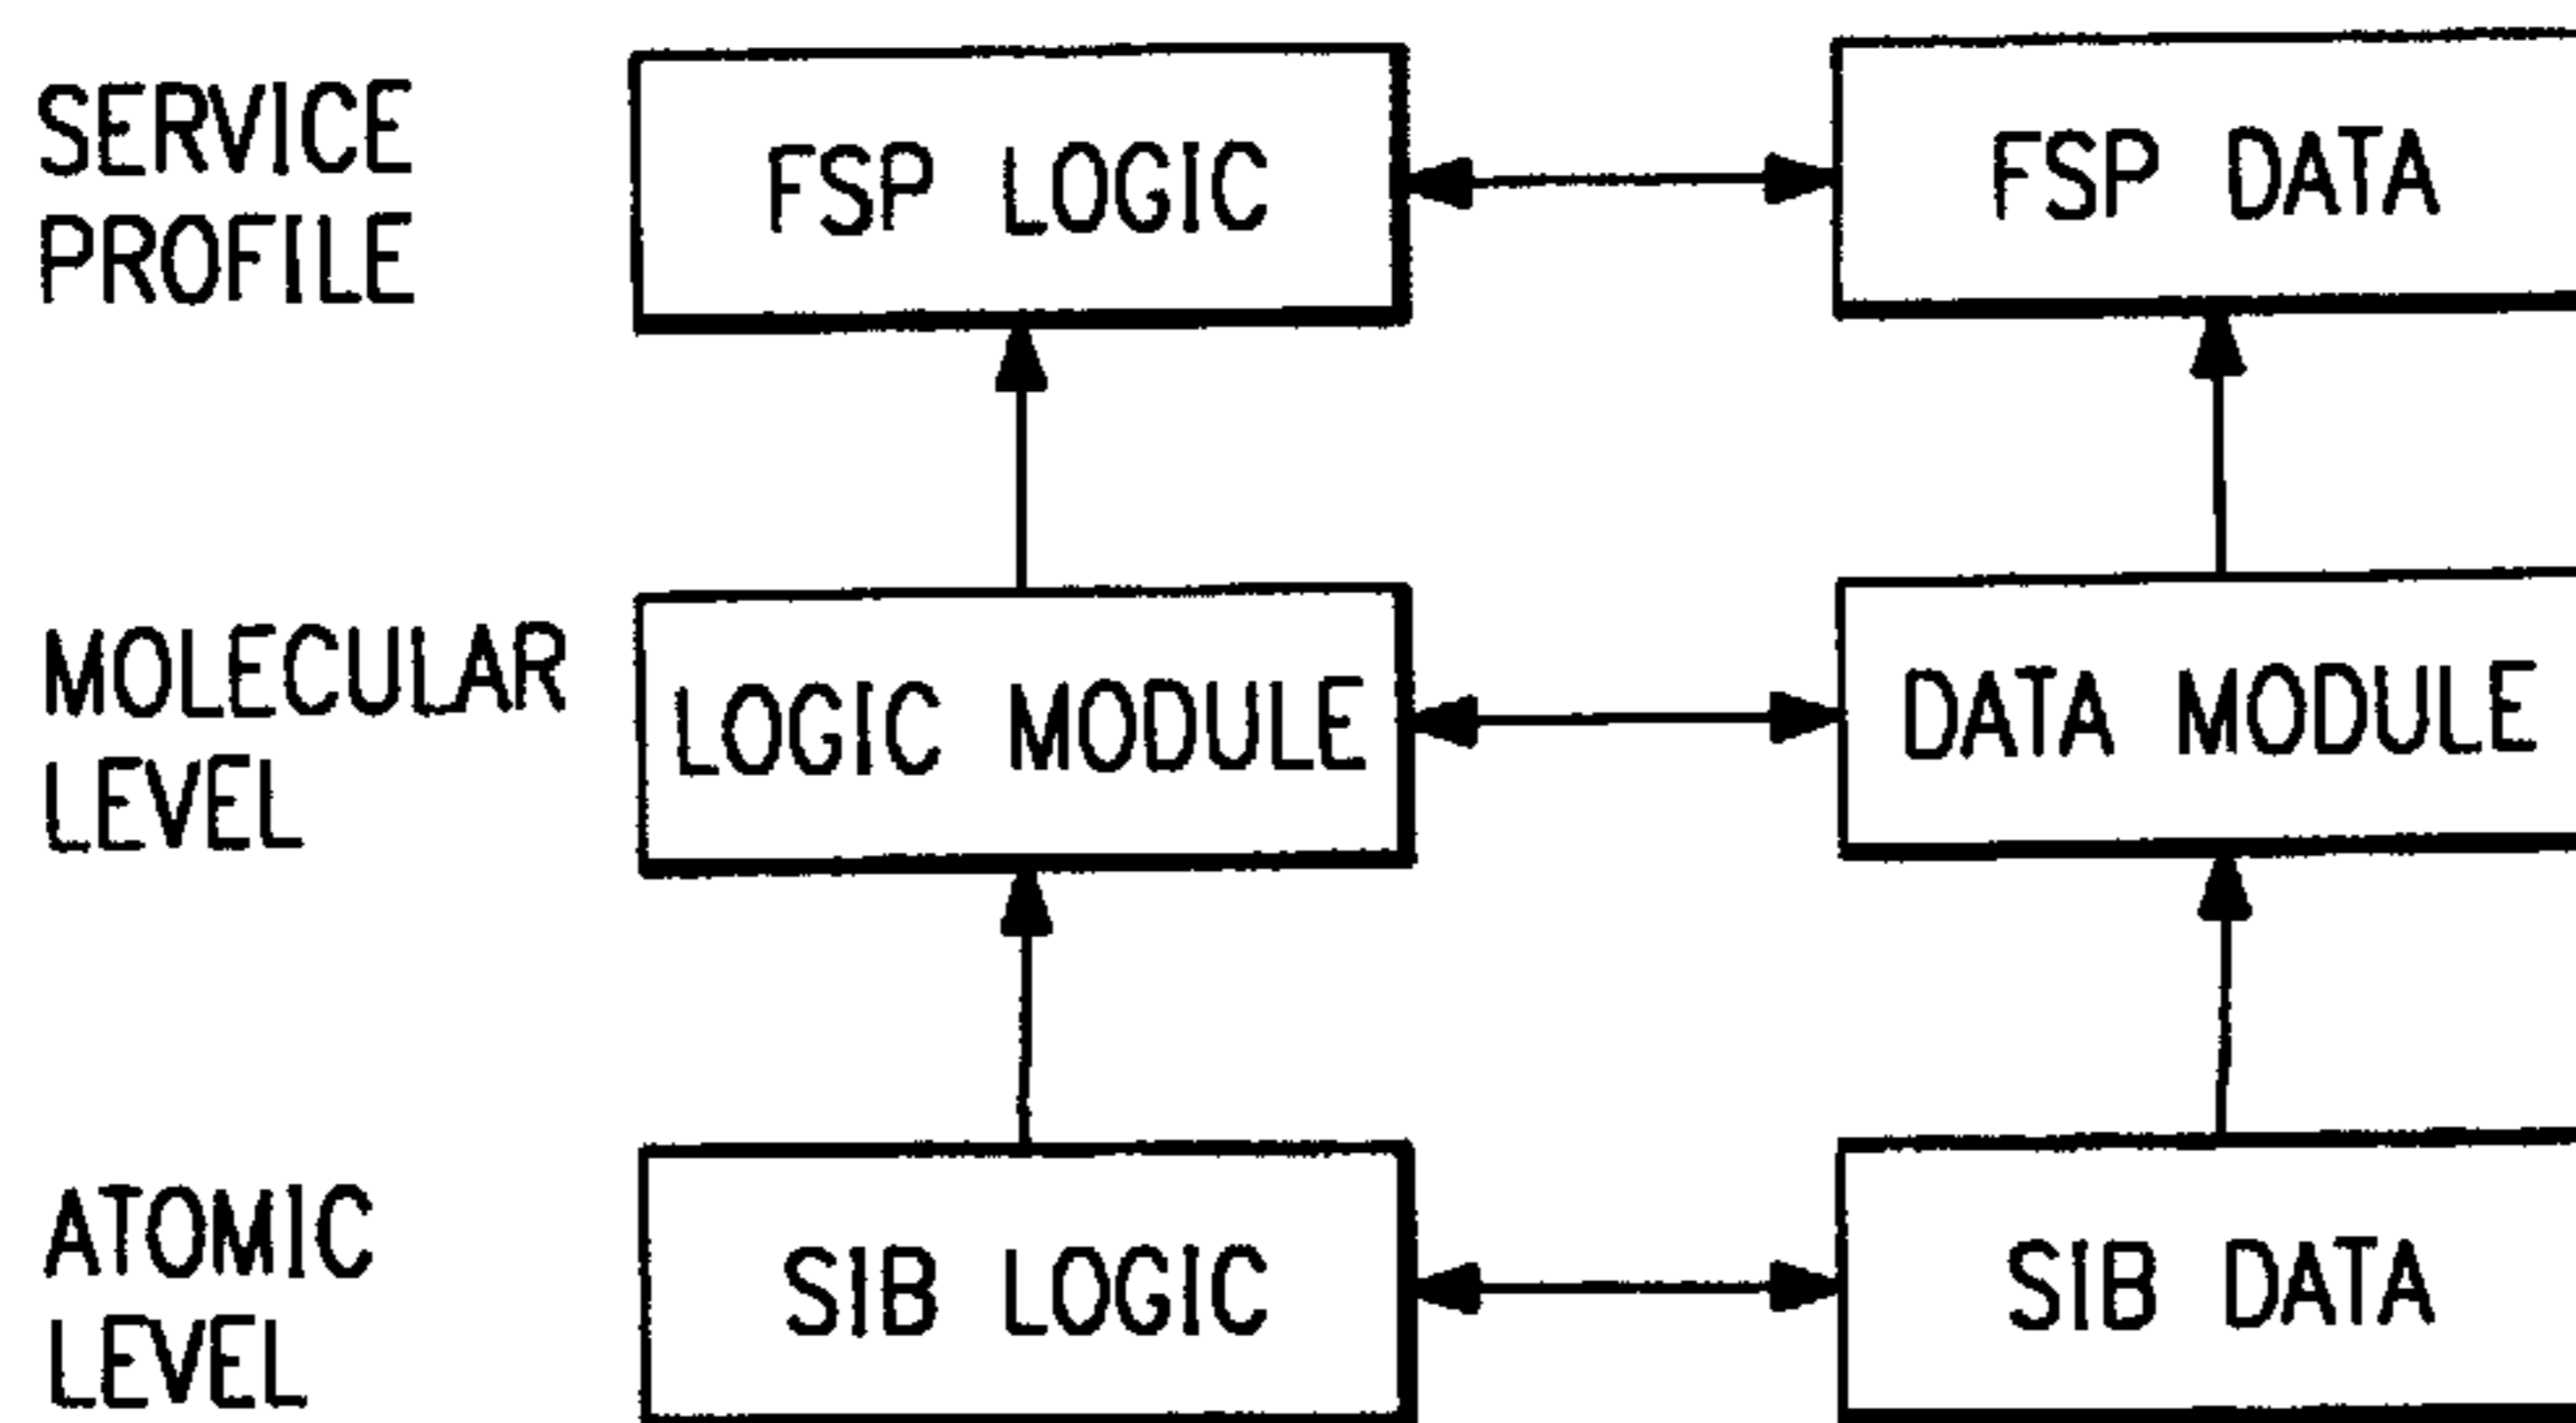 SERVICE
PROFILE
FSP LOGIC
FSP DATA
MOLECULAR
LEVEL
LOGIC MODULE
DATA MODULE
ATOMIC
LEVEL
SIB LOGIC
SIB DATA